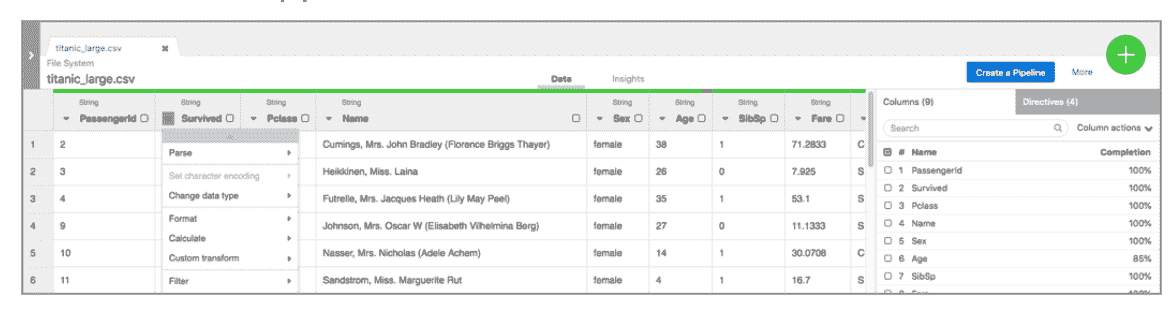 titanic_large.csv ✖
File System
titanic_large.csv Data Insights Create a Pipeline More
String String String String String String String String
PassengerId Survived Pclass Name Sex Age SibSp Fare
Columns (9) Directives (4)
Search Column actions
# Name Completion
1 2 Cumings, Mrs. John Bradley (Florence Briggs Thayer) female 38 1 71.2833 C
2 3 Heikkinen, Miss. Laina female 26 0 7.925 S
3 4 Futrelle, Mrs. Jacques Heath (Lily May Peel) female 35 1 53.1 S
4 9 Johnson, Mrs. Oscar W (Elisabeth Vilhelmina Berg) female 27 0 11.1333 S
5 10 Nasser, Mrs. Nicholas (Adele Achem) female 14 1 30.0708 C
6 11 Sandstrom, Miss. Marguerite Rut female 4 1 16.7 S
Parse
Set character encoding
Change data type
Format
Calculate
Custom transform
Filter
1 PassengerId 100%
2 Survived 100%
3 Pclass 100%
4 Name 100%
5 Sex 100%
6 Age 85%
7 SibSp 100%